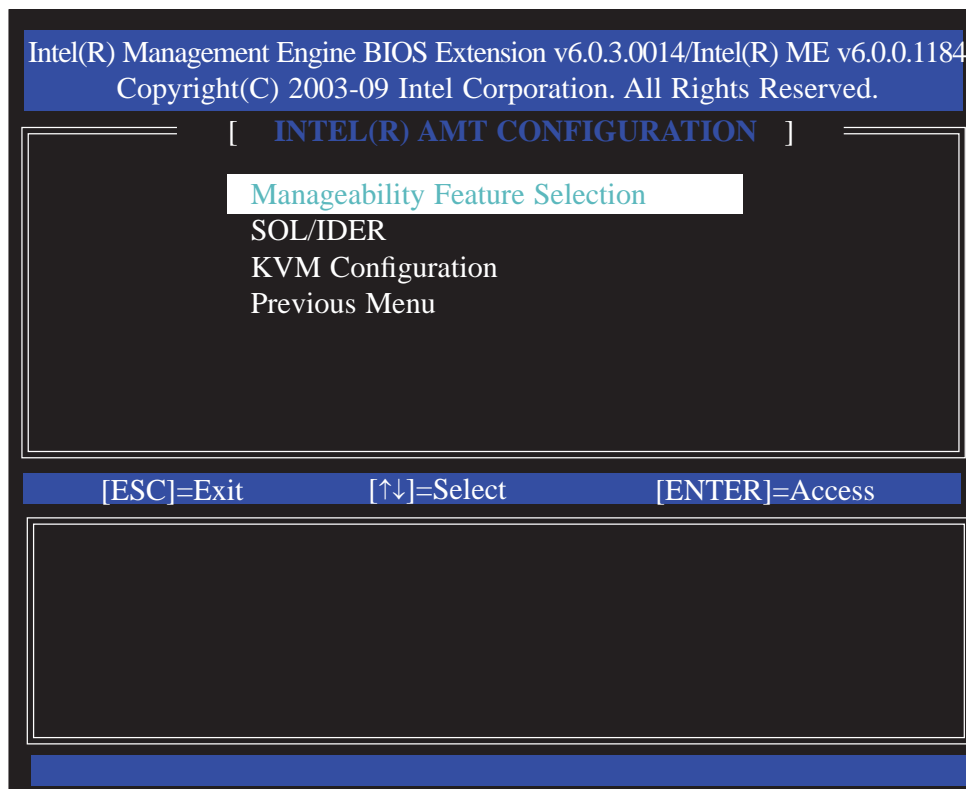 Intel(R) Management Engine BIOS Extension v6.0.3.0014/Intel(R) ME v6.0.0.1184
Copyright(C) 2003-09 Intel Corporation. All Rights Reserved.
[ INTEL(R) AMT CONFIGURATION ]
Manageability Feature Selection
SOL/IDER
KVM Configuration
Previous Menu
[ESC]=Exit [↑↓]=Select [ENTER]=Access